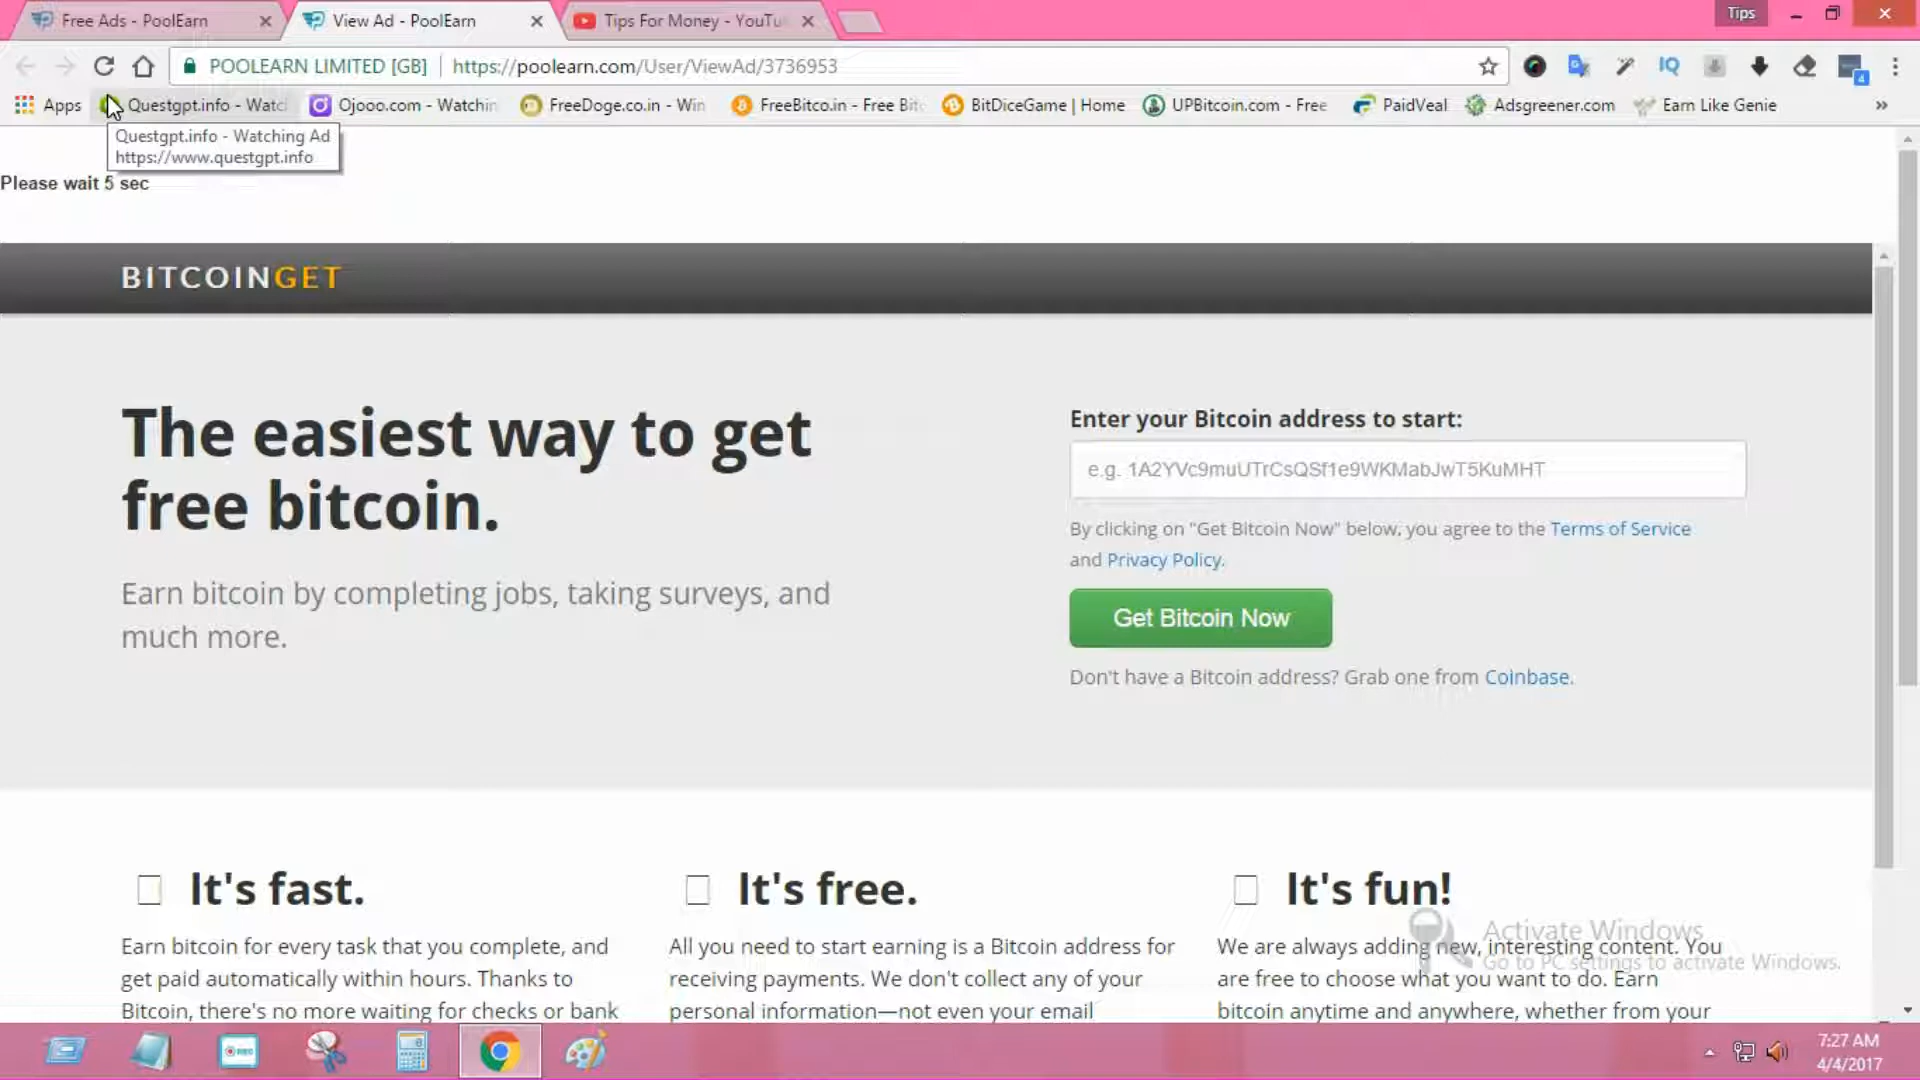 Free Ads - PoolEarn
View Ad - PoolEarn
Tips For Money - YouTu
Tips
POOLEARN LIMITED [GB]
https://poolearn.com/User/ViewAd/3736953
IQ
4
Apps
Questgpt.info - Watc
Ojooo.com - Watchin
FreeDoge.co.in - Win
FreeBitco.in - Free Bit
BitDiceGame | Home
UPBitcoin.com - Free
PaidVeal
Adsgreener.com
Earn Like Genie
»
Questgpt.info - Watching Ad
https://www.questgpt.info
Please wait 5 sec
BITCOINGET
The easiest way to get
free bitcoin.
Earn bitcoin by completing jobs, taking surveys, and
much more.
Enter your Bitcoin address to start:
e.g. 1A2YVc9muUTrCsQSf1e9WKMabJwT5KuMHT
By clicking on "Get Bitcoin Now" below, you agree to the Terms of Service
and Privacy Policy.
Get Bitcoin Now
Don't have a Bitcoin address? Grab one from Coinbase.
It's fast.
Earn bitcoin for every task that you complete, and
get paid automatically within hours. Thanks to
Bitcoin, there's no more waiting for checks or bank
It's free.
All you need to start earning is a Bitcoin address for
receiving payments. We don't collect any of your
personal information—not even your email
It's fun!
We are always adding new, interesting content. You
are free to choose what you want to do. Earn
bitcoin anytime and anywhere, whether from your
Activate Windows
Go to PC settings to activate Windows.
REC
7:27 AM
4/4/2017